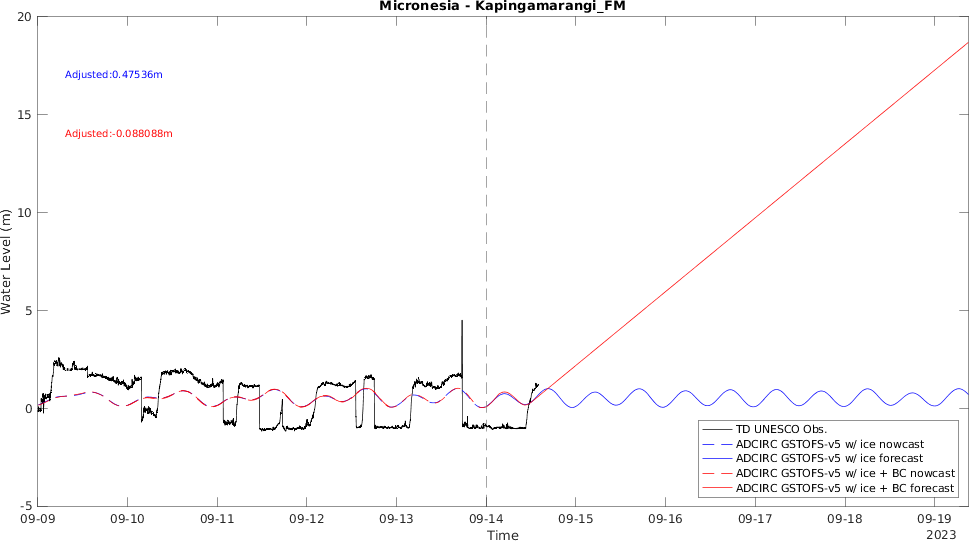 Micronesia - Kapingamarangi_FM
20
Adjusted:0.47536m
15
Adjusted:-0.088088m
10
Water Level (m)
5
0
TD UNESCO Obs.
ADCIRC GSTOFS-v5 w/ ice nowcast
ADCIRC GSTOFS-v5 w/ ice forecast
ADCIRC GSTOFS-v5 w/ ice + BC nowcast
ADCIRC GSTOFS-v5 w/ ice + BC forecast
-5
09-09 09-10 09-11 09-12 09-13 09-14 09-15 09-16 09-17 09-18 09-19
Time
2023